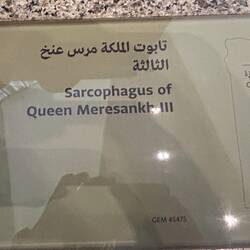 تابوت الملكة مرس عنخ
الثالثة
Sarcophagus of
Queen Meresankh III
GEM 45475